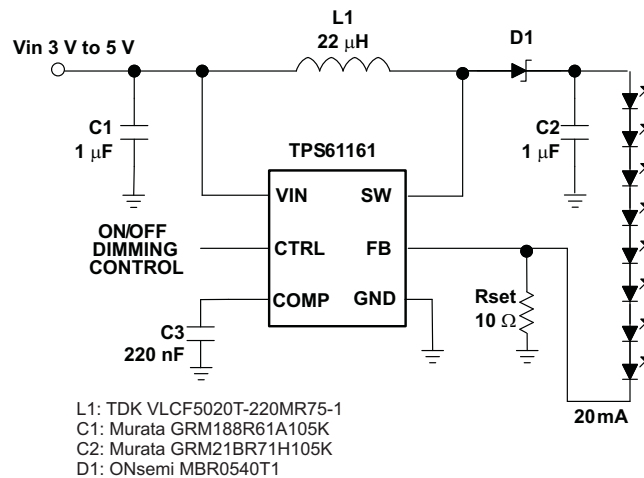 L1
22 μH
Vin 3 V to 5 V
D1
C1
1 μF
C2
1 μF
TPS61161
VIN
SW
ON/OFF
DIMMING
CONTROL
CTRL
FB
COMP
GND
Rset
10 Ω
C3
220 nF
20mA
L1: TDK VLCF5020T-220MR75-1
C1: Murata GRM188R61A105K
C2: Murata GRM21BR71H105K
D1: ONsemi MBR0540T1